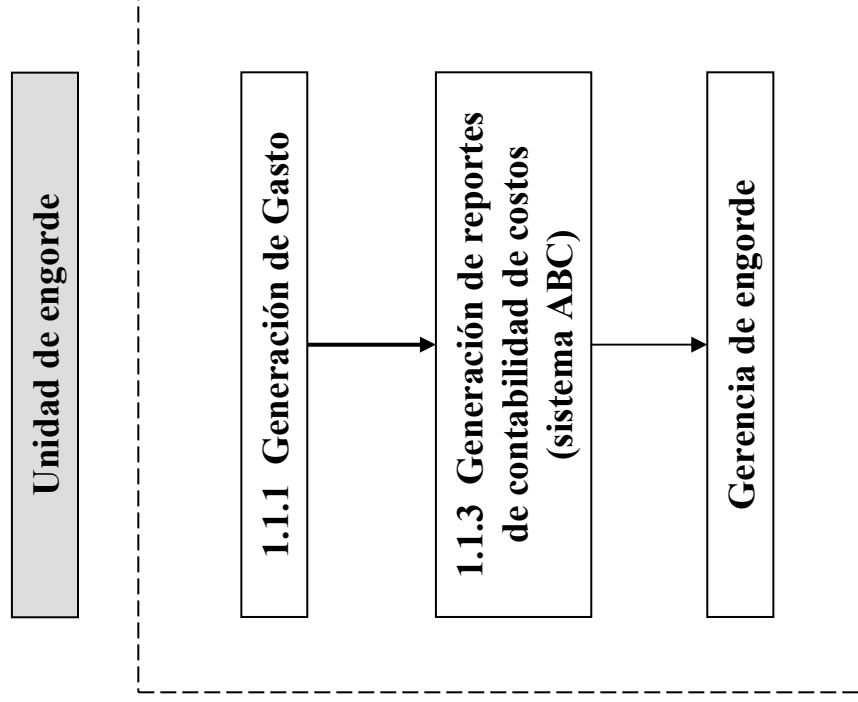 Unidad de engorde
1.1.1 Generación de Gasto
1.1.3 Generación de reportes
de contabilidad de costos
(sistema ABC)
Gerencia de engorde